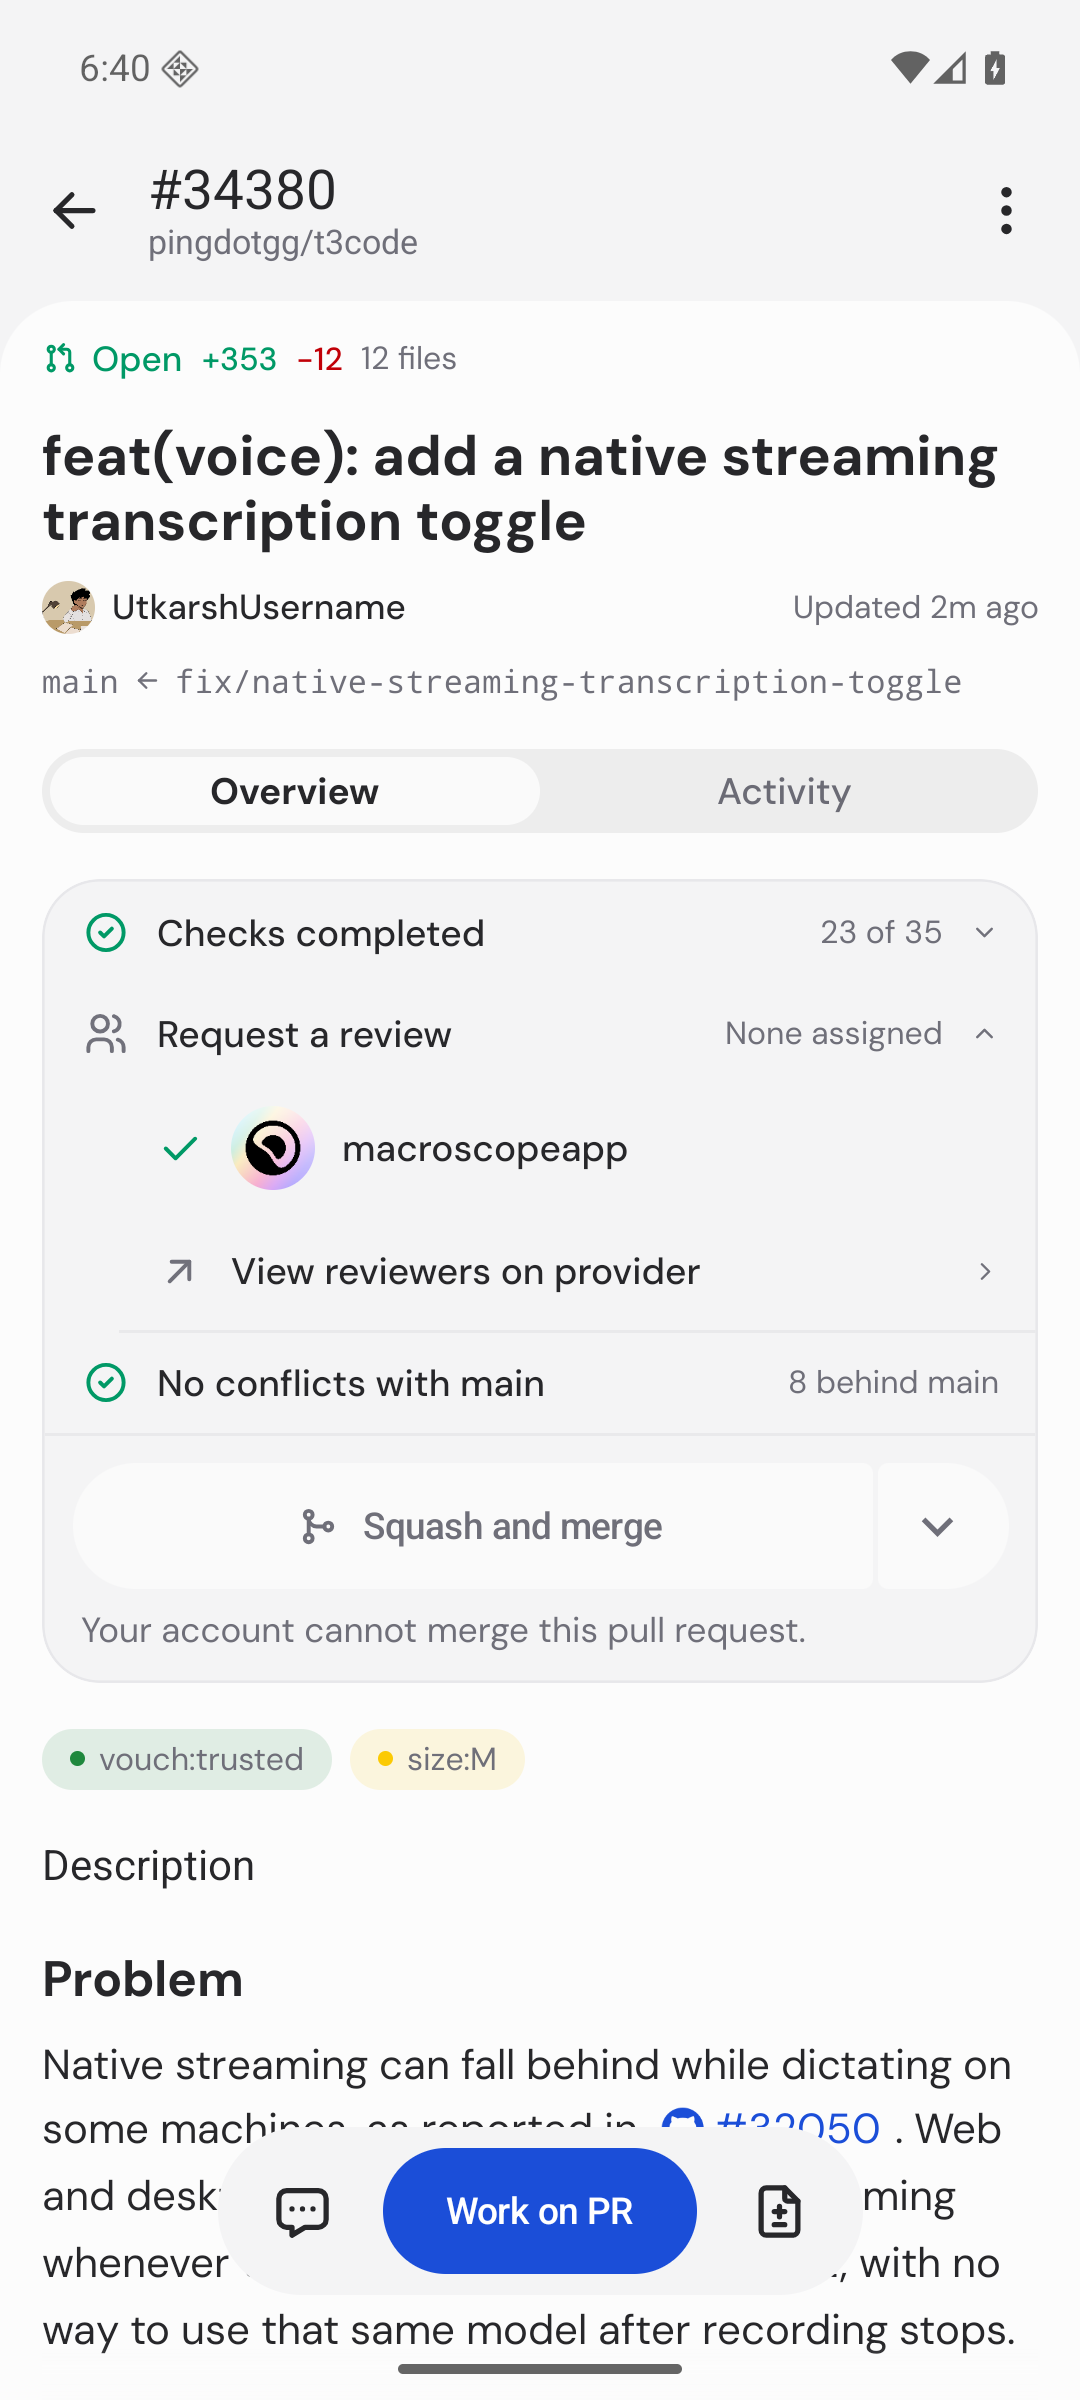 6:40
#34380
pingdotgg/t3code
Open +353 -12 12 files
feat(voice): add a native streaming
transcription toggle
UtkarshUsername Updated 2m ago
main ← fix/native-streaming-transcription-toggle
Overview Activity
Checks completed 23 of 35
Request a review None assigned
macroscopeapp
View reviewers on provider
No conflicts with main 8 behind main
Squash and merge
Your account cannot merge this pull request.
vouch:trusted size:M
Description
Problem
Native streaming can fall behind while dictating on
some machines, as reported in #32050 . Web
and
whenever , with no
way to use that same model after recording stops.
Work on PR